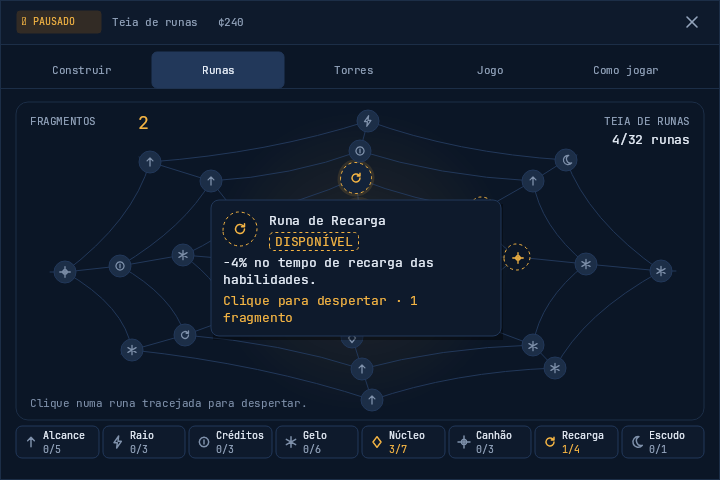 PAUSADO
Teia de runas $240
Construir Runas Torres Jogo Como jogar
FRAGMENTOS 2
TEIA DE RUNAS
4/32 runas
Runa de Recarga
DISPONÍVEL
-4% no tempo de recarga das
habilidades.
Clique para despertar · 1
fragmento
Clique numa runa tracejada para despertar.
Alcance
0/5
Raio
0/3
Créditos
0/3
Gelo
0/6
Núcleo
3/7
Canhão
0/3
Recarga
1/4
Escudo
0/1